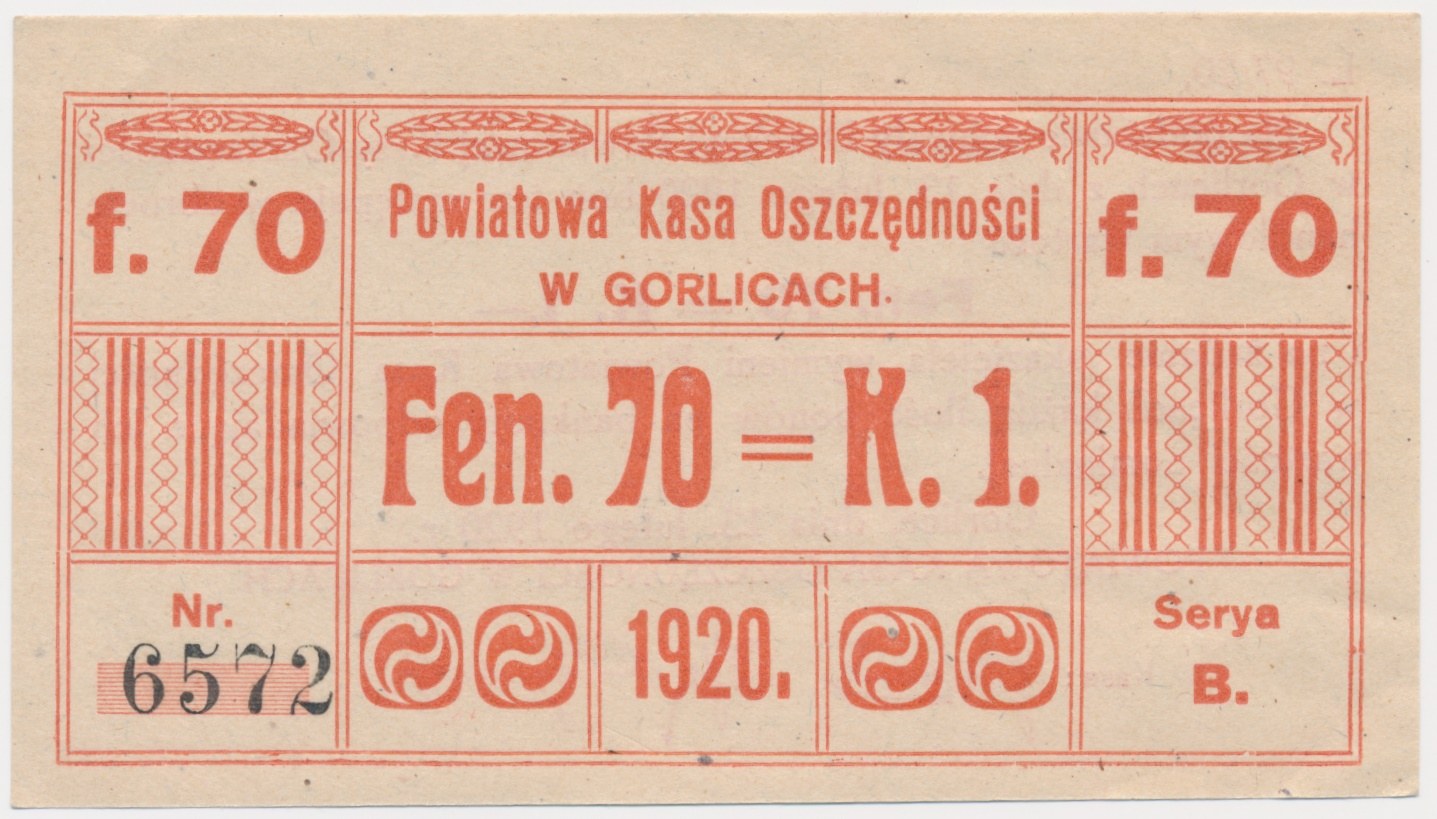 f. 70
Powiatowa Kasa Oszczędności
W GORLICACH.
f. 70
Fen. 70 = K. 1.
Nr.
6572
1920.
Serya
B.